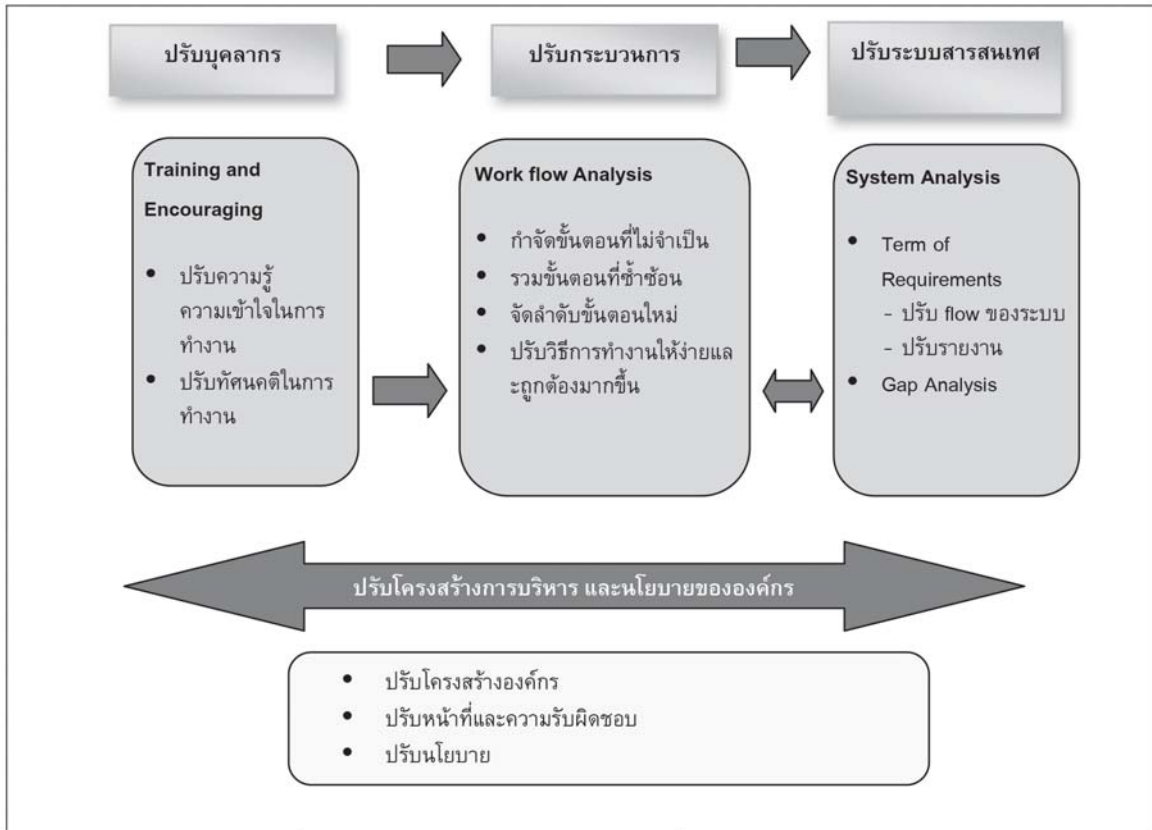 ปรับบุคลากร
ปรับกระบวนการ
ปรับระบบสารสนเทศ
Training and
Encouraging
• ปรับความรู้
ความเข้าใจในการ
ทำงาน
• ปรับทัศนคติในการ
ทำงาน
Work flow Analysis
• กำจัดขั้นตอนที่ไม่จำเป็น
• รวมขั้นตอนที่ซ้ำซ้อน
• จัดลำดับขั้นตอนใหม่
• ปรับวิธีการทำงานให้ง่ายแล
ะถูกต้องมากขึ้น
System Analysis
• Term of
Requirements
- ปรับ flow ของระบบ
- ปรับรายงาน
• Gap Analysis
ปรับโครงสร้างการบริหาร และนโยบายขององค์กร
• ปรับโครงสร้างองค์กร
• ปรับหน้าที่และความรับผิดชอบ
• ปรับนโยบาย